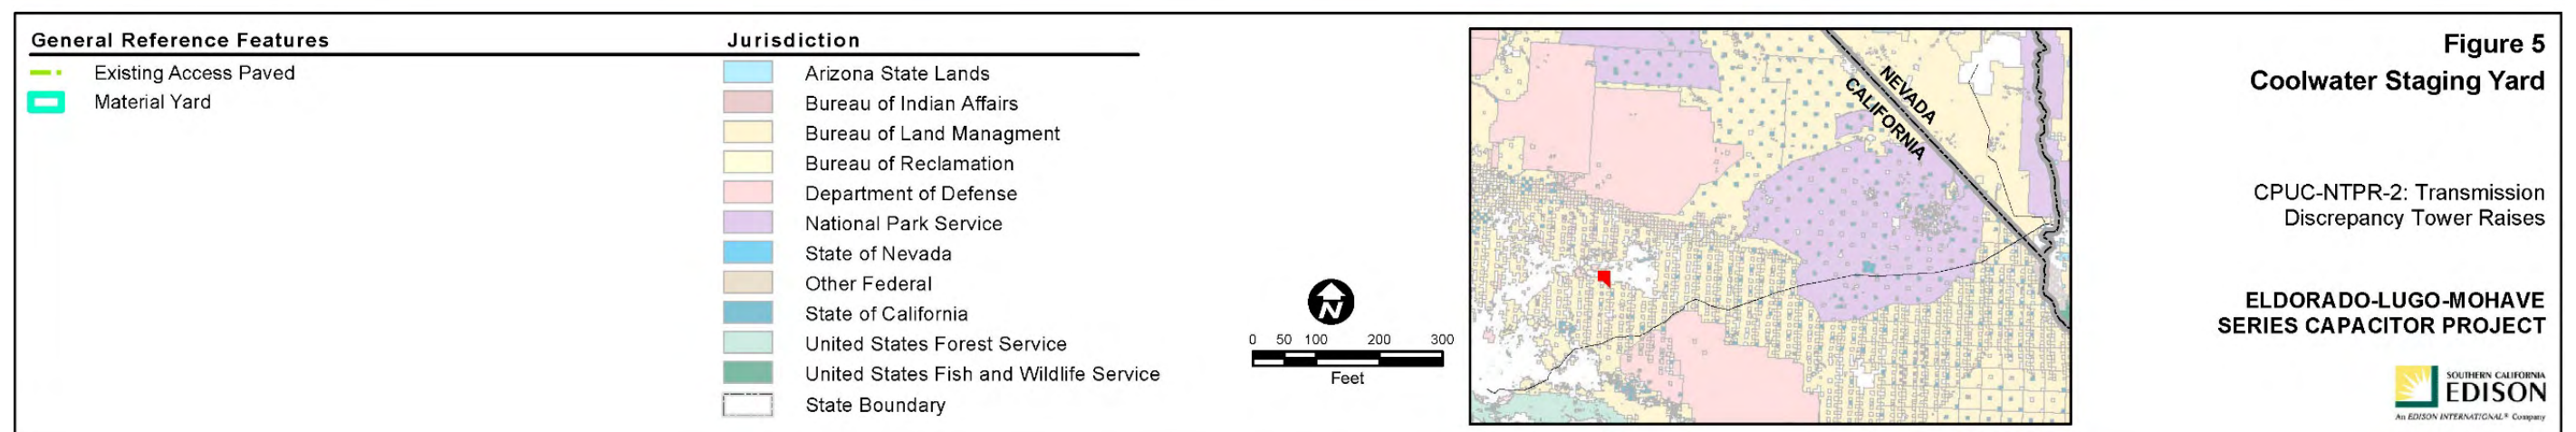 General Reference Features
Existing Access Paved
Material Yard
Jurisdiction
Arizona State Lands
Bureau of Indian Affairs
Bureau of Land Managment
Bureau of Reclamation
Department of Defense
National Park Service
State of Nevada
Other Federal
State of California
United States Forest Service
United States Fish and Wildlife Service
State Boundary
N
0 50 100 200 300
Feet
NEVADA
CALIFORNIA
Figure 5
Coolwater Staging Yard
CPUC-NTPR-2: Transmission
Discrepancy Tower Raises
ELDORADO-LUGO-MOHAVE
SERIES CAPACITOR PROJECT
SOUTHERN CALIFORNIA
EDISON
An EDISON INTERNATIONAL® Company